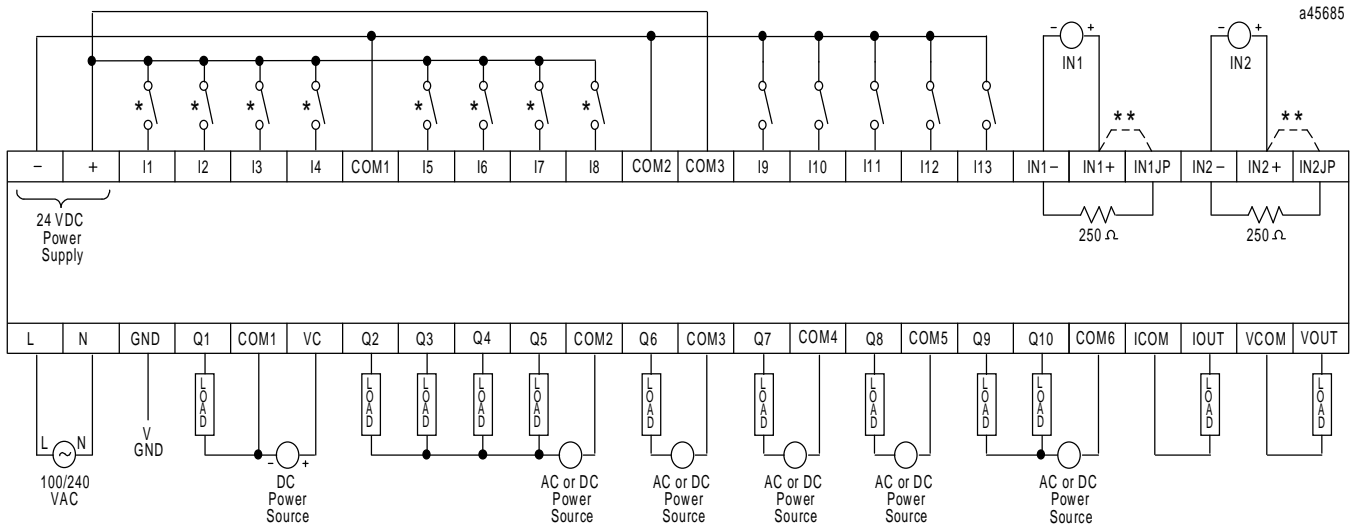 a45685
− +
IN1
− +
IN2
* * * * * * * *
** **
− + I1 I2 I3 I4 COM1 I5 I6 I7 I8 COM2 COM3 I9 I10 I11 I12 I13 IN1− IN1+ IN1JP IN2− IN2+ IN2JP
24 VDC
Power
Supply
250 Ω
250 Ω
L N GND Q1 COM1 VC Q2 Q3 Q4 Q5 COM2 Q6 COM3 Q7 COM4 Q8 COM5 Q9 Q10 COM6 ICOM IOUT VCOM VOUT
LOAD LOAD LOAD LOAD LOAD LOAD LOAD LOAD LOAD LOAD LOAD LOAD
L ~ N
100/240
VAC
V
GND
− +
DC
Power
Source
AC or DC
Power
Source
AC or DC
Power
Source
AC or DC
Power
Source
AC or DC
Power
Source
AC or DC
Power
Source